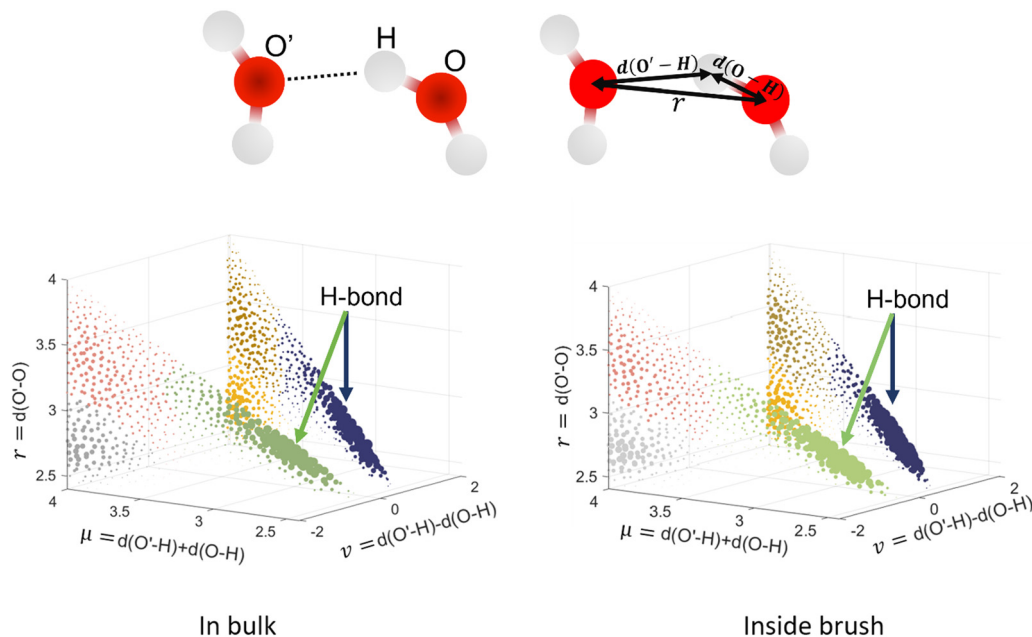 O'
H
O
d(O' − H)
d(O − H)
r
H-bond
4
3.5
3
2.5
r = d(O'-O)
4
3.5
3
2.5
μ = d(O'-H)+d(O-H)
-2
0
2
ν = d(O'-H)-d(O-H)
In bulk
H-bond
4
3.5
3
2.5
r = d(O'-O)
4
3.5
3
2.5
μ = d(O'-H)+d(O-H)
-2
0
2
ν = d(O'-H)-d(O-H)
Inside brush